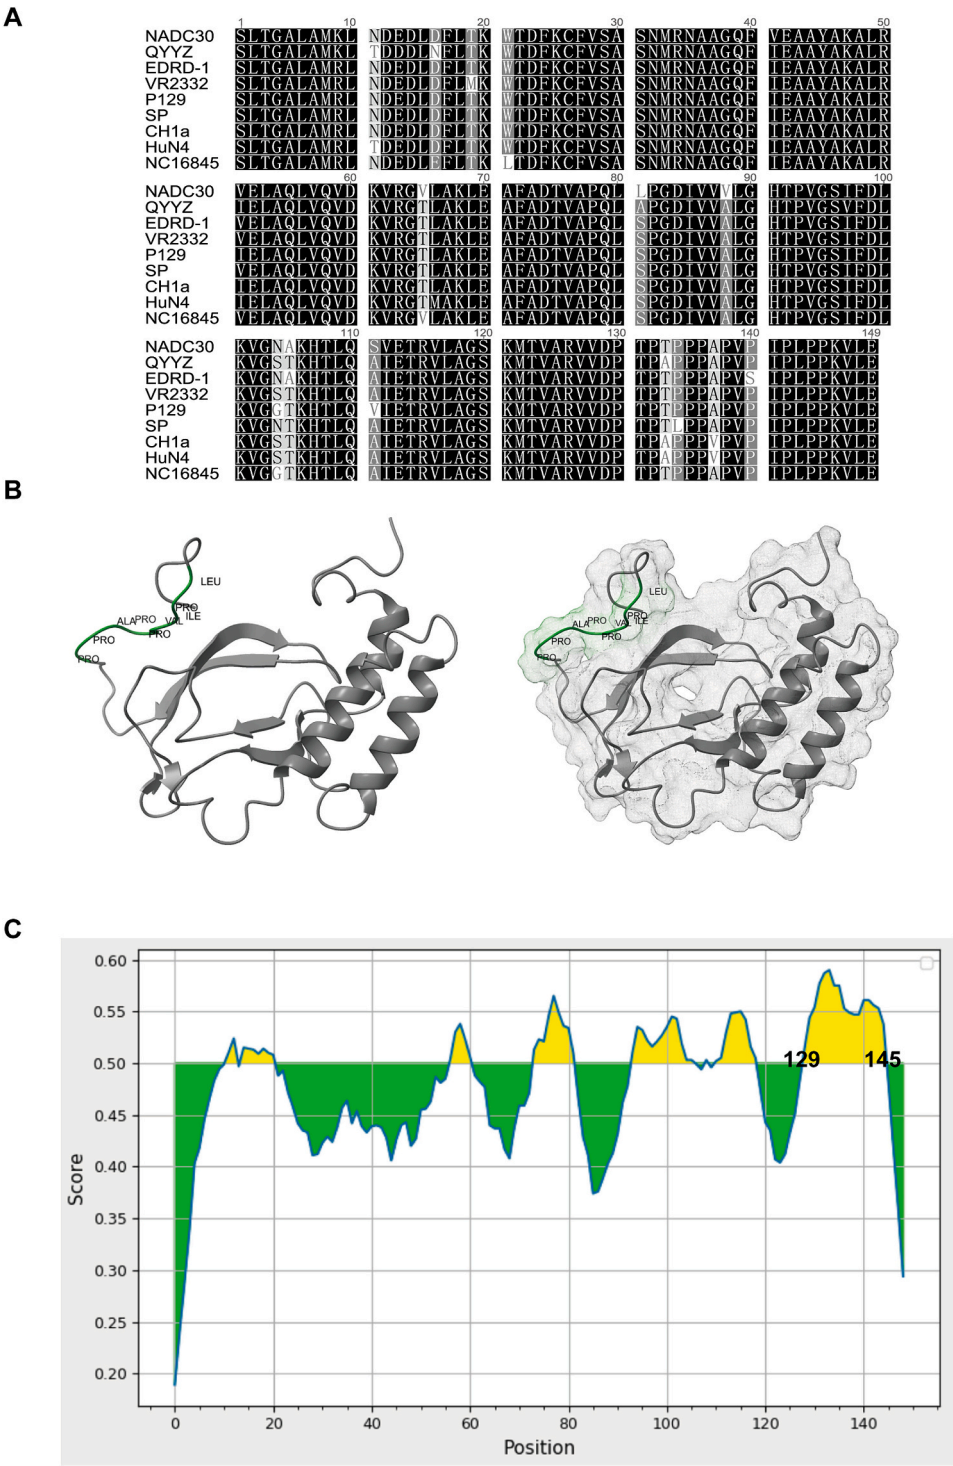 A
1 10 20 30 40 50
NADC30 SLTGALAMKL NDEDLDFLTK WTDFKCFVSA SNMRNAAGQF VEAAYAKALR
QYYZ SLTGALAMRL TDDDLNFLTK WTDFKCFVSA SNMRNAAGQF IEAAYAKALR
EDRD-1 SLTGALAMRL NDEDLDFLTK WTDFKCFVSA SNMRNAAGQF IEAAYAKALR
VR2332 SLTGALAMRL NDEDLDFLMK WTDFKCFVSA SNMRNAAGQF IEAAYAKALR
P129 SLTGALAMRL NDEDLDFLTK WTDFKCFVSA SNMRNAAGQF IEAAYAKALR
SP SLTGALAMRL NDEDLDFLTK WTDFKCFVSA SNMRNAAGQF IEAAYAKALR
CH1a SLTGALAMRL NDEDLDFLTK WTDFKCFVSA SNMRNAAGQF IEAAYAKALR
HuN4 SLTGALAMRL TDEDLDFLTK WTDFKCFVSA SNMRNAAGQF IEAAYAKALR
NC16845 SLTGALAMRL NDEDLEFLTK LTDFKCFVSA SNMRNAAGQF IEAAYAKALR
60 70 80 90 100
NADC30 VELAQLVQVD KVRGVLAKLE AFADTVAPQL LPGDIVVVLG HTPVGSIFDL
QYYZ IELAQLVQVD KVRGTLAKLE AFADTVAPQL APGDIVVALG HTPVGSVFDL
EDRD-1 VELAQLVQVD KVRGTLAKLE AFADTVAPQL SPGDIVVALG HTPVGSIFDL
VR2332 VELAQLVQVD KVRGTLAKLE AFADTVAPQL SPGDIVVALG HTPVGSIFDL
P129 IELAQLVQVD KVRGTLAKLE AFADTVAPQL SPGDIVVALG HTPVGSIFDL
SP VELAQLVQVD KVRGTLAKLE AFADTVAPQL SPGDIVVALG HTPVGSIFDL
CH1a IELAQLVQVD KVRGTLAKLE AFADTVAPQL SPGDIVVALG HTPVGSIFDL
HuN4 VELAQLVQVD KVRGTMAKLE AFADTVAPQL SPGDIVVALG HTPVGSIFDL
NC16845 VELAQLVQVD KVRGVLAKLE AFADTVAPQL SPGDIVVALG HTPVGSIFDL
110 120 130 140 149
NADC30 KVGNAKHTLQ SVETRVLAGS KMTVARVVDP TPTPPPAPVP IPLPPKVLE
QYYZ KVGSTKHTLQ AIETRVLAGS KMTVARVVDP TPAPPPAPVP IPLPPKVLE
EDRD-1 KVGNAKHTLQ AIETRVLAGS KMTVARVVDP TPTPPPAPVS IPLPPKVLE
VR2332 KVGSTKHTLQ AIETRVLAGS KMTVARVVDP TPTPPPAPVP IPLPPKVLE
P129 KVGGTKHTLQ VIETRVLAGS KMTVARVVDP TPTPPPAPVP IPLPPKVLE
SP KVGNTKHTLQ AIETRVLAGS KMTVARVVDP TPTLPPAPVP IPLPPKVLE
CH1a KVGSTKHTLQ AIETRVLAGS KMTVARVVDP TPAPPPVPVP IPLPPKVLE
HuN4 KVGSTKHTLQ AIETRVLAGS KMTVARVVDP TPAPPPVPVP IPLPPKVLE
NC16845 KVGGTKHTLQ AIETRVLAGS KMTVARVVDP TPTPPPAPVP IPLPPKVLE
B
LEU LEU
PRO PRO
VAL ILE VAL ILE
ALA PRO ALA PRO
PRO PRO PRO PRO
PRO PRO
C
0.60
0.55
0.50 129 145
0.45
0.40
0.35
0.30
0.25
0.20
Score
0 20 40 60 80 100 120 140
Position